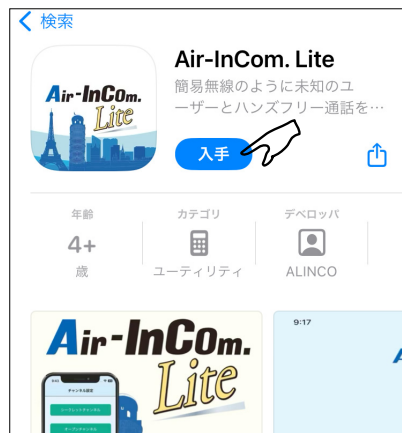 検索
Air-InCom.
Lite
Air-InCom. Lite
簡易無線のように未知のユ
ーザーとハンズフリー通話を…
入手
年齢
カテゴリ
デベロッパ
4+
歳
ユーティリティ
ALINCO
Air-InCom.
Lite
9:41
チャンネル設定
9:17
A